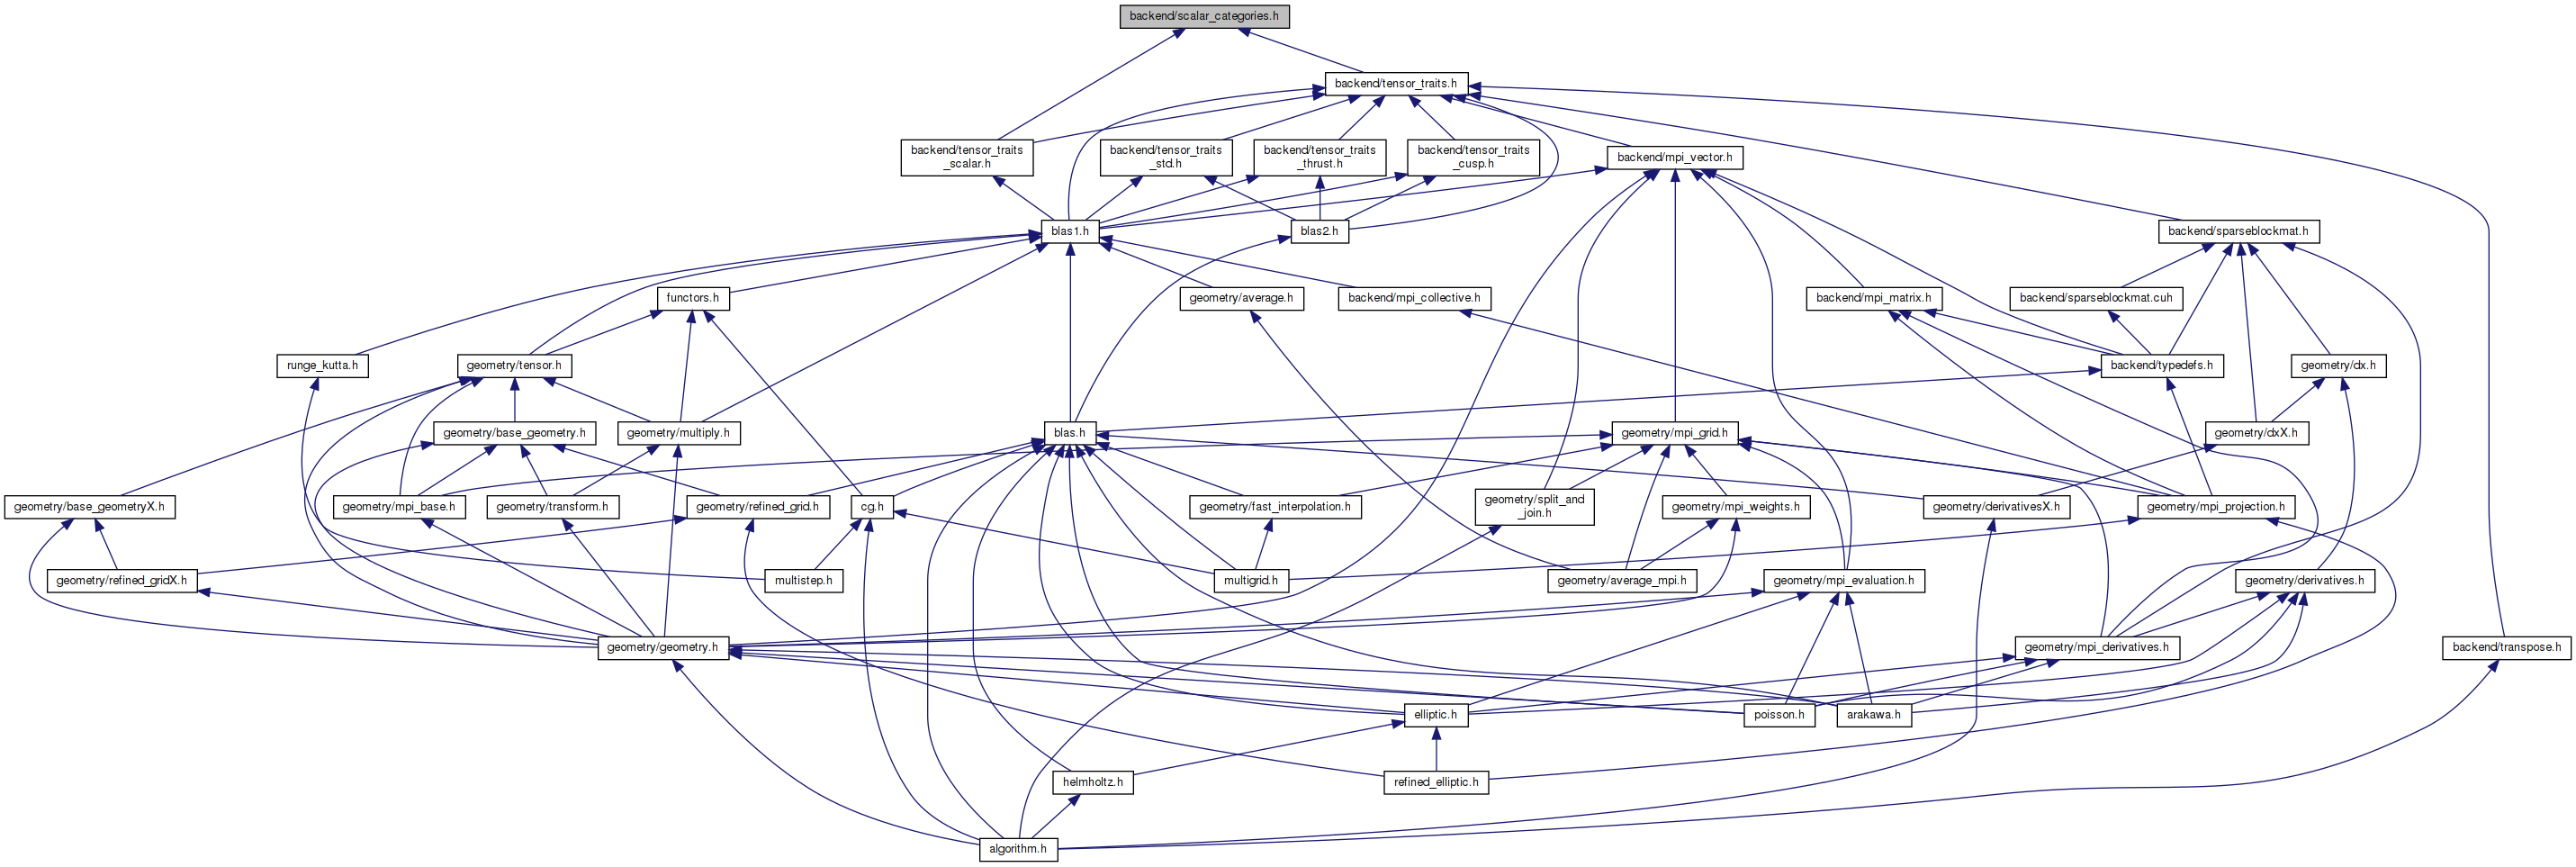 backend/scalar_categories.h
backend/tensor_traits.h
backend/tensor_traits
_scalar.h
backend/tensor_traits
_std.h
backend/tensor_traits
_thrust.h
backend/tensor_traits
_cusp.h
backend/mpi_vector.h
blas1.h
blas2.h
backend/sparseblockmat.h
functors.h
geometry/average.h
backend/mpi_collective.h
backend/mpi_matrix.h
backend/sparseblockmat.cuh
runge_kutta.h
geometry/tensor.h
backend/typedefs.h
geometry/dx.h
geometry/base_geometry.h
geometry/multiply.h
blas.h
geometry/mpi_grid.h
geometry/dxX.h
geometry/base_geometryX.h
geometry/mpi_base.h
geometry/transform.h
geometry/refined_grid.h
cg.h
geometry/fast_interpolation.h
geometry/split_and
_join.h
geometry/mpi_weights.h
geometry/derivativesX.h
geometry/mpi_projection.h
geometry/refined_gridX.h
multistep.h
multigrid.h
geometry/average_mpi.h
geometry/mpi_evaluation.h
geometry/derivatives.h
geometry/geometry.h
geometry/mpi_derivatives.h
backend/transpose.h
elliptic.h
poisson.h
arakawa.h
helmholtz.h
refined_elliptic.h
algorithm.h